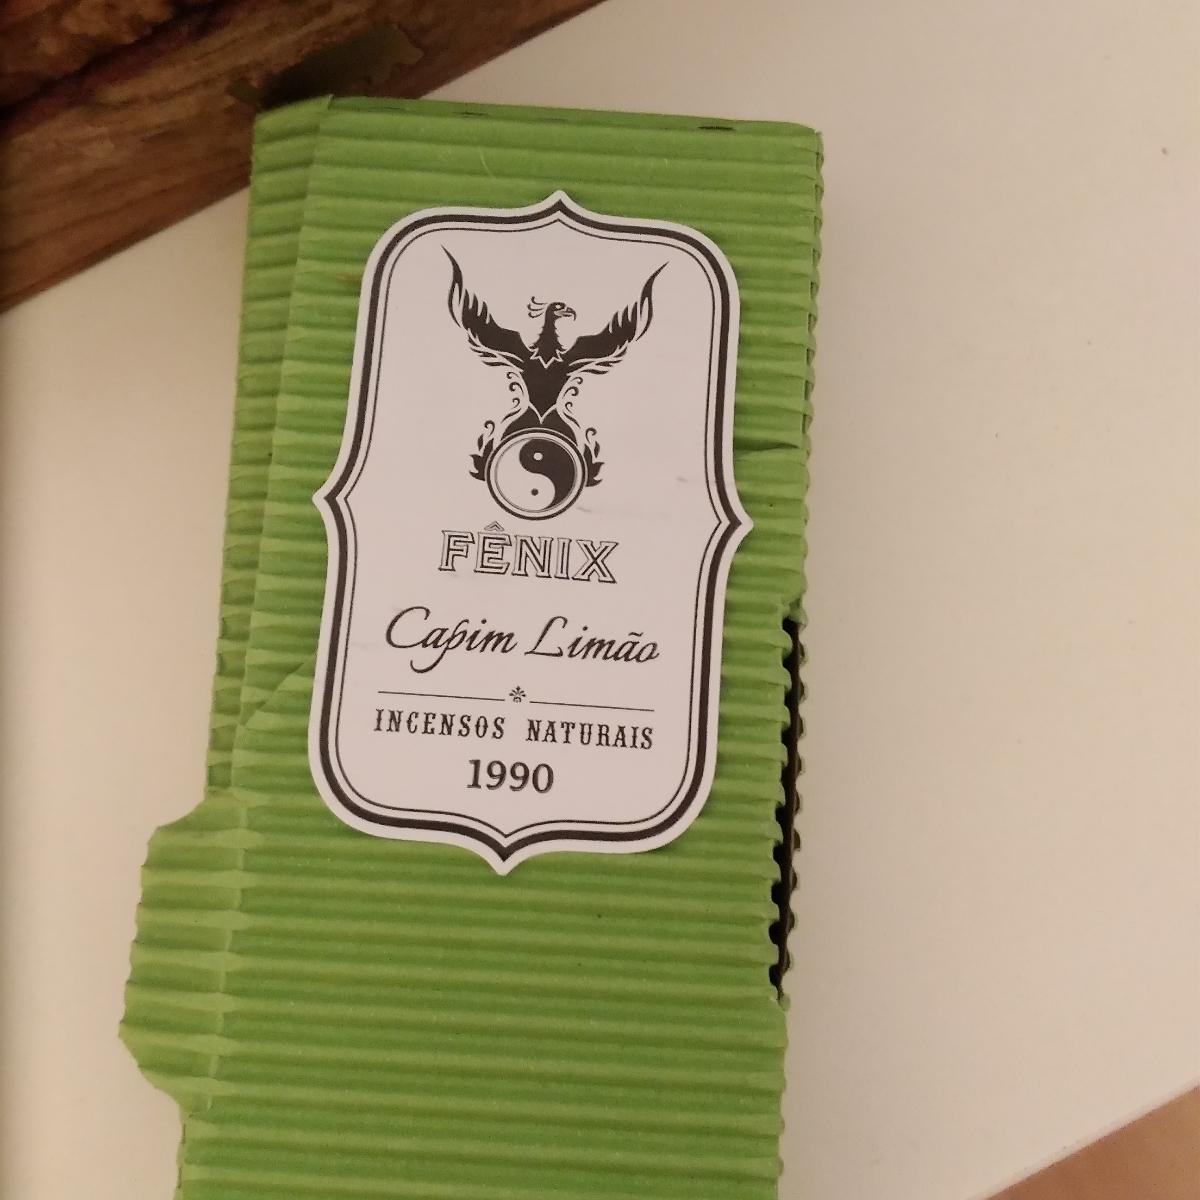 FÊNIX
Capim Limão
INCENSOS NATURAIS
1990